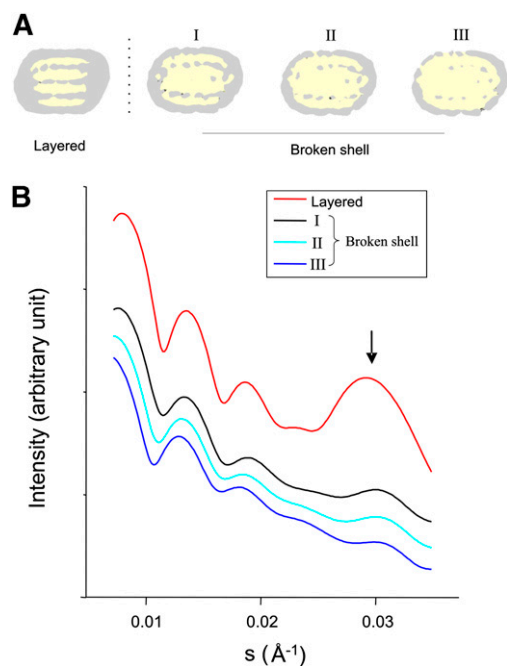 A
I II III
Layered
Broken shell
B
Layered
I
II
III
Broken shell
Intensity (arbitrary unit)
0.01 0.02 0.03
s (Å-1)